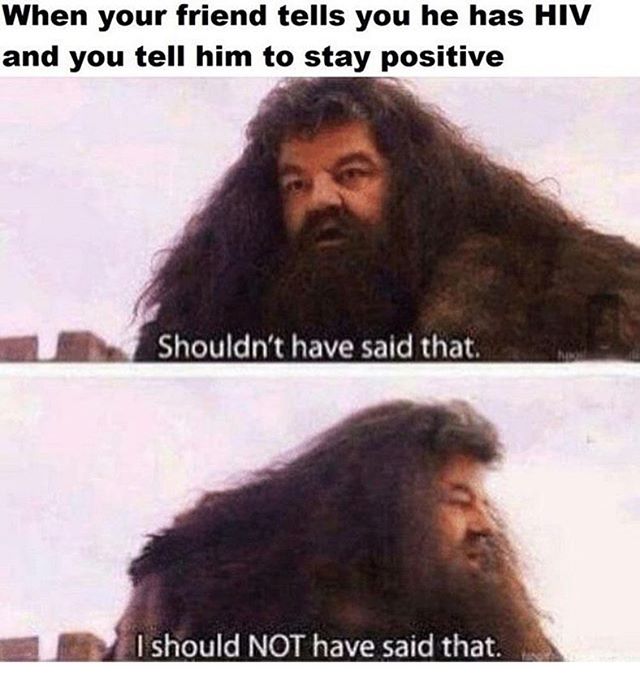 When your friend tells you he has HIV
and you tell him to stay positive
Shouldn't have said that.
I should NOT have said that.